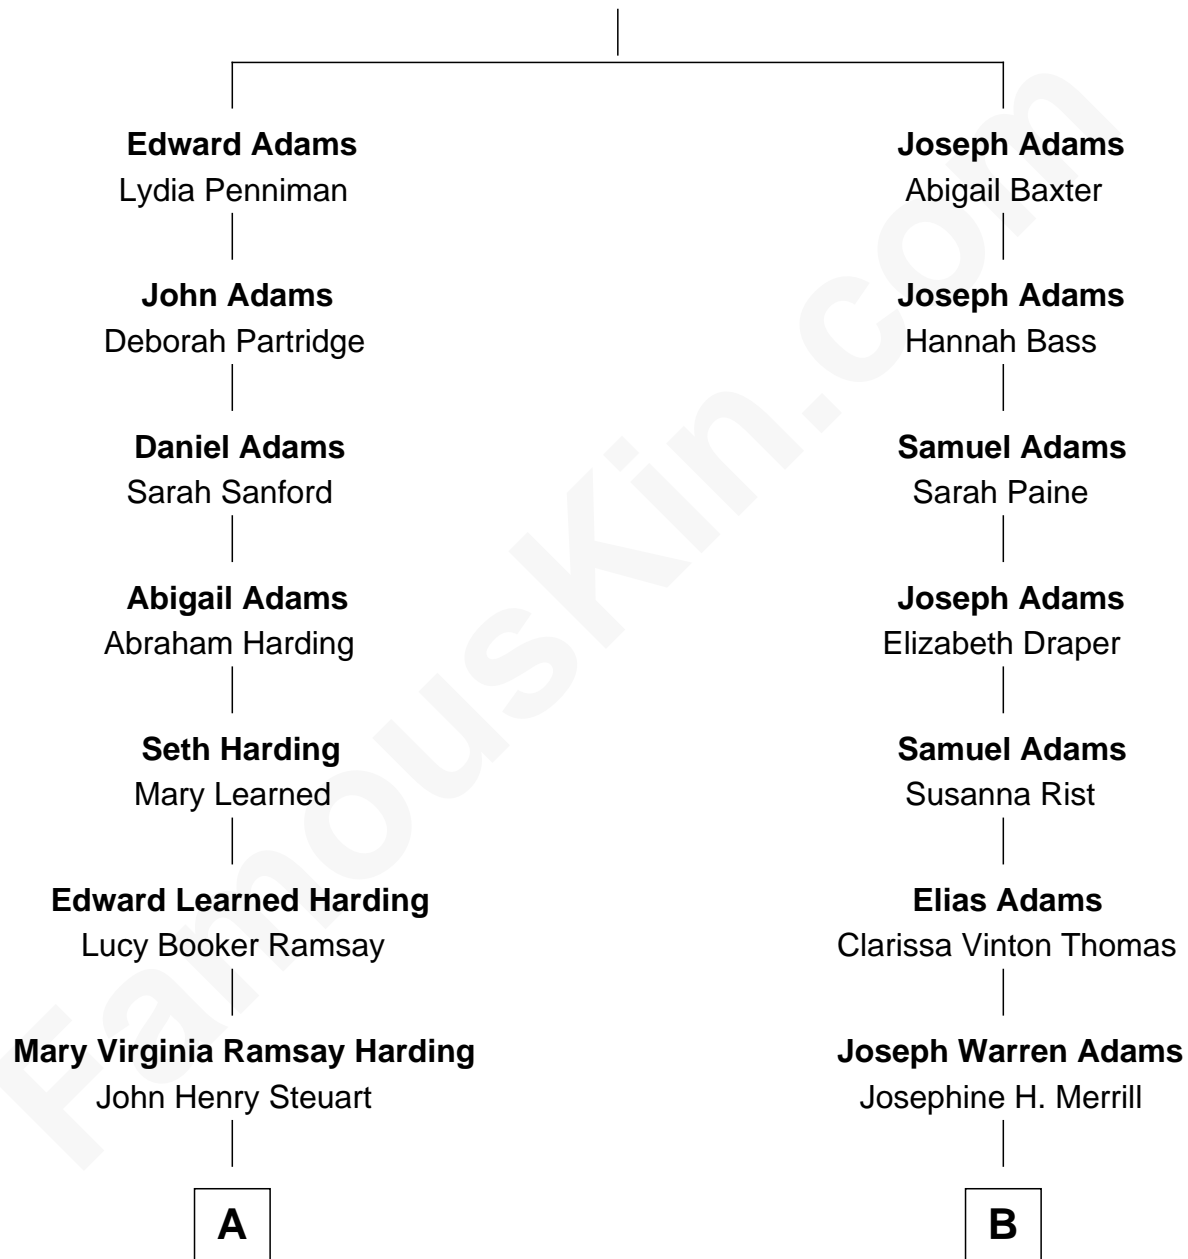 Edward Adams
Lydia Penniman
John Adams
Deborah Partridge
Daniel Adams
Sarah Sanford
Abigail Adams
Abraham Harding
Seth Harding
Mary Learned
Edward Learned Harding
Lucy Booker Ramsay
Mary Virginia Ramsay Harding
John Henry Steuart
A
Joseph Adams
Abigail Baxter
Joseph Adams
Hannah Bass
Samuel Adams
Sarah Paine
Joseph Adams
Elizabeth Draper
Samuel Adams
Susanna Rist
Elias Adams
Clarissa Vinton Thomas
Joseph Warren Adams
Josephine H. Merrill
B
FamousKin.com